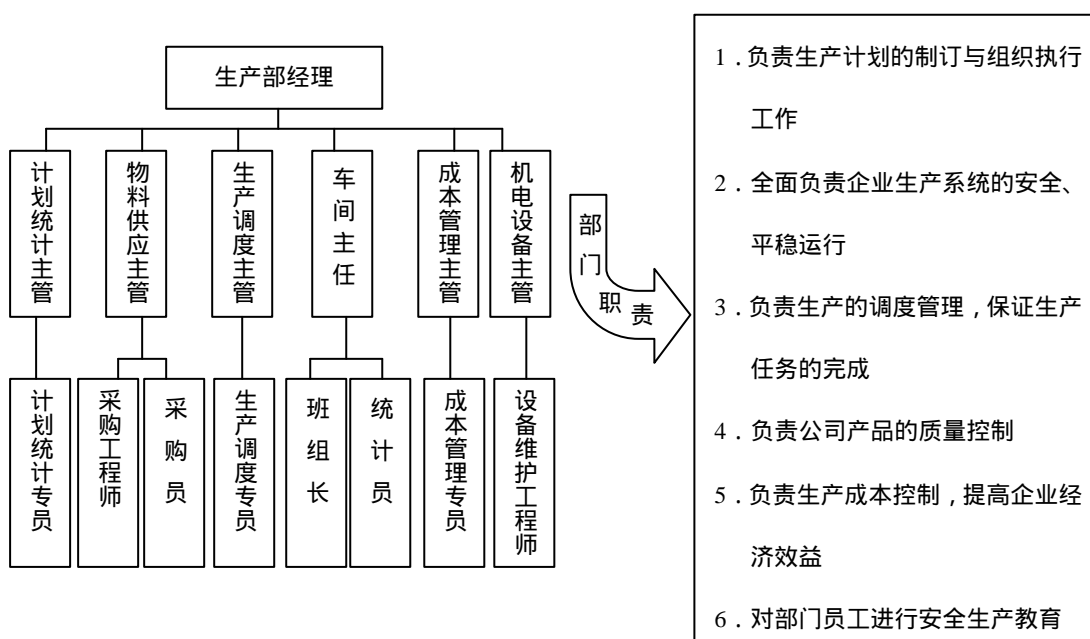 生产部经理
计划统计主管
物料供应主管
生产调度主管
车间主任
成本管理主管
机电设备主管
计划统计专员
采购工程师
采购员
生产调度专员
班组长
统计员
成本管理专员
设备维护工程师
部门职责
1．负责生产计划的制订与组织执行
工作
2．全面负责企业生产系统的安全、
平稳运行
3．负责生产的调度管理，保证生产
任务的完成
4．负责公司产品的质量控制
5．负责生产成本控制，提高企业经
济效益
6．对部门员工进行安全生产教育